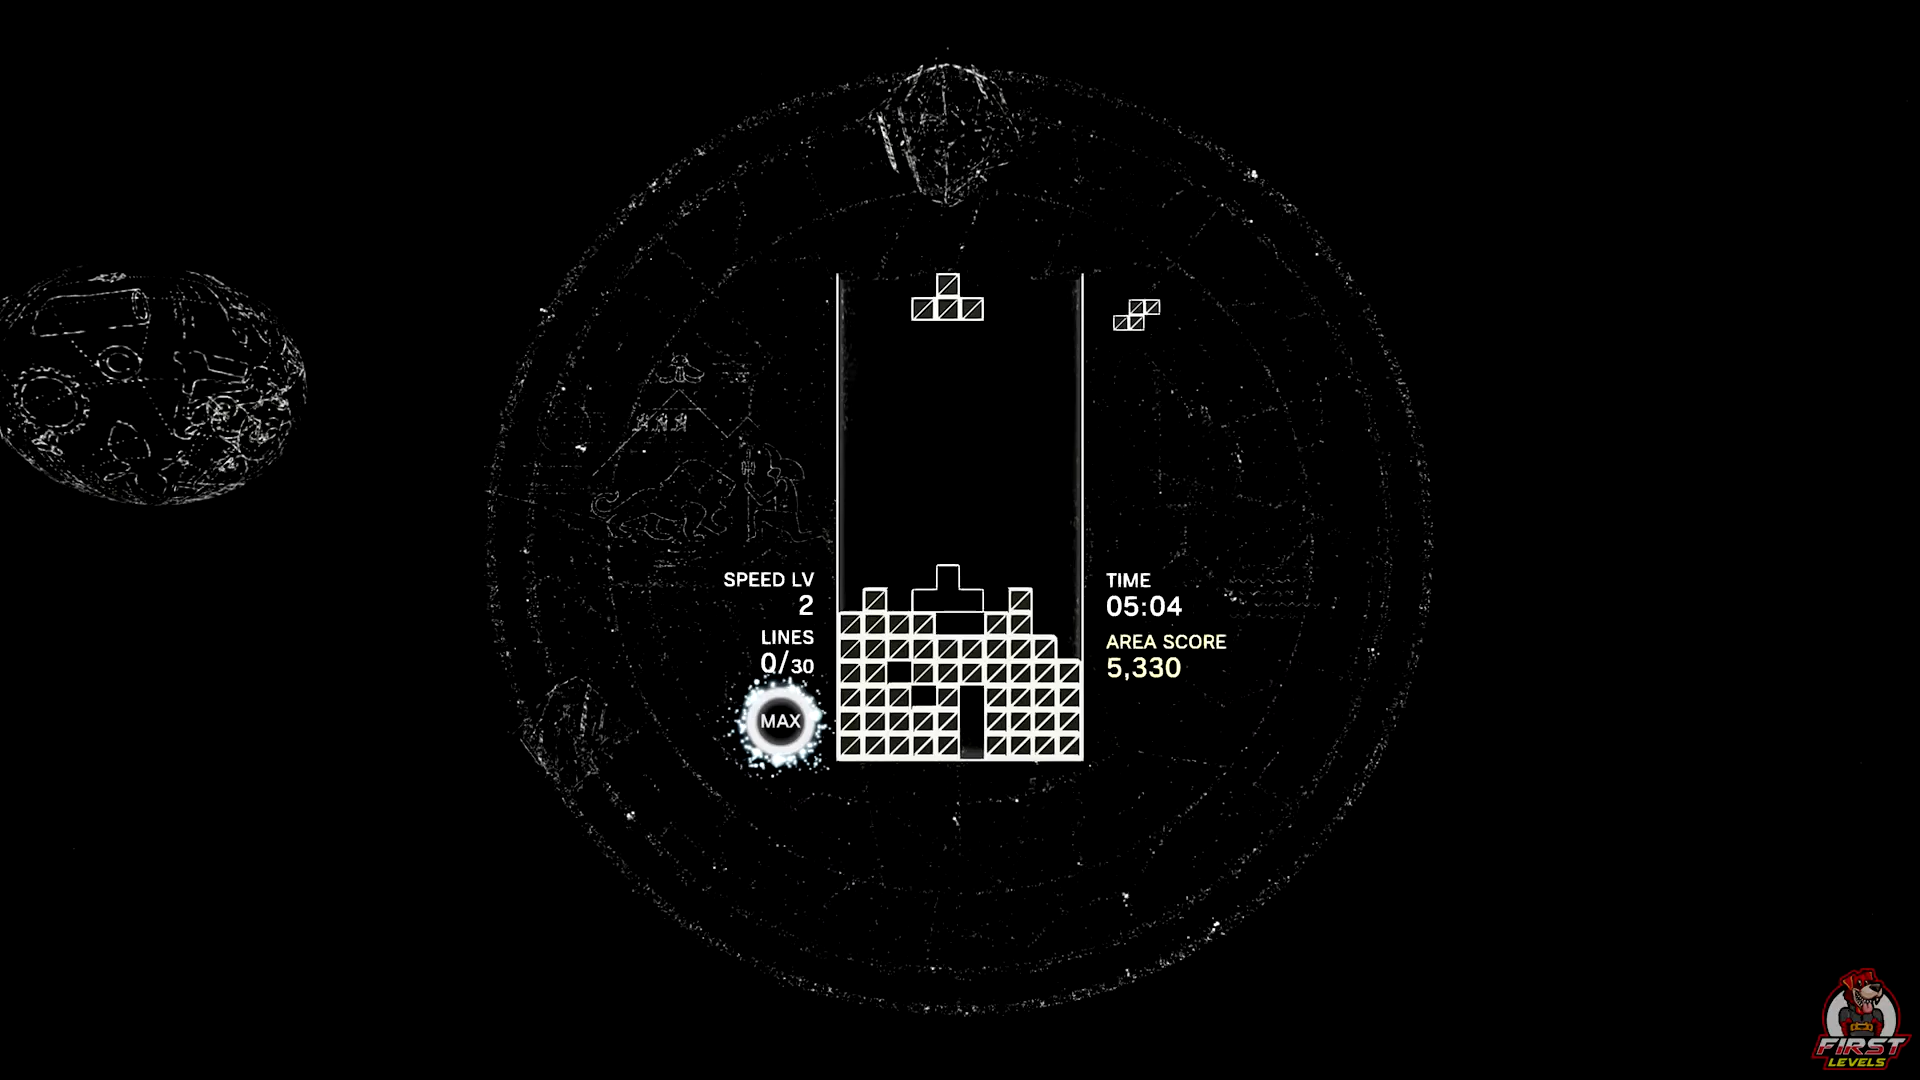 SPEED LV
2
LINES
0/30
MAX
TIME
05:04
AREA SCORE
5,330
FIRST
LEVELS